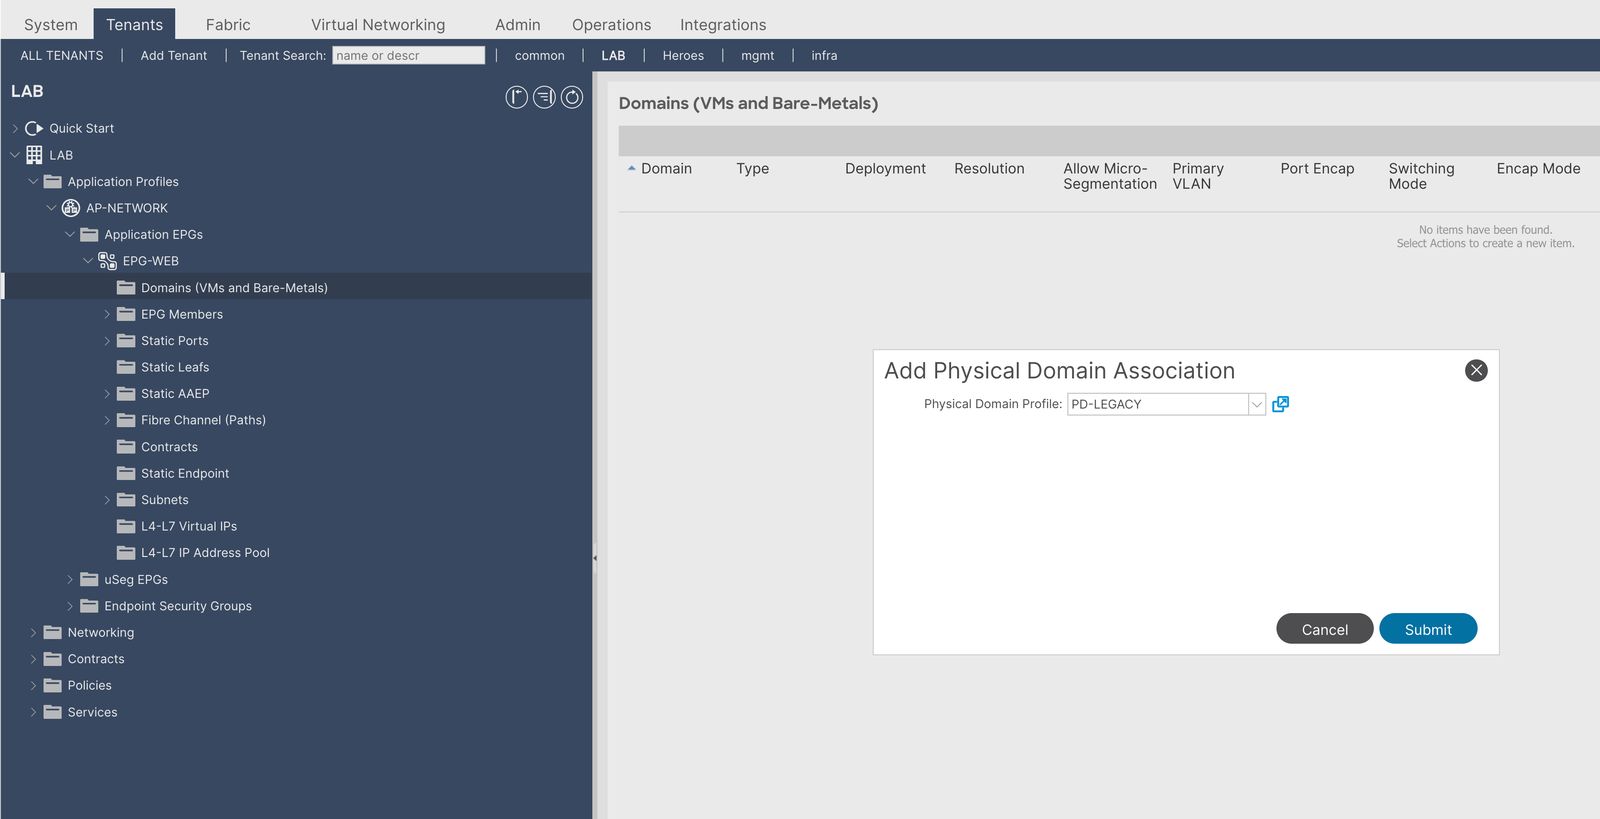 System Tenants Fabric Virtual Networking Admin Operations Integrations
ALL TENANTS | Add Tenant | Tenant Search: name or descr | common | LAB | Heroes | mgmt | infra
LAB
Quick Start
LAB
Application Profiles
AP-NETWORK
Application EPGs
EPG-WEB
Domains (VMs and Bare-Metals)
EPG Members
Static Ports
Static Leafs
Static AAEP
Fibre Channel (Paths)
Contracts
Static Endpoint
Subnets
L4-L7 Virtual IPs
L4-L7 IP Address Pool
uSeg EPGs
Endpoint Security Groups
Networking
Contracts
Policies
Services
Domains (VMs and Bare-Metals)
Domain Type Deployment Resolution Allow Micro- Primary Port Encap Switching Encap Mode
Segmentation VLAN Mode
No items have been found.
Select Actions to create a new item.
Add Physical Domain Association
Physical Domain Profile: PD-LEGACY
Cancel Submit